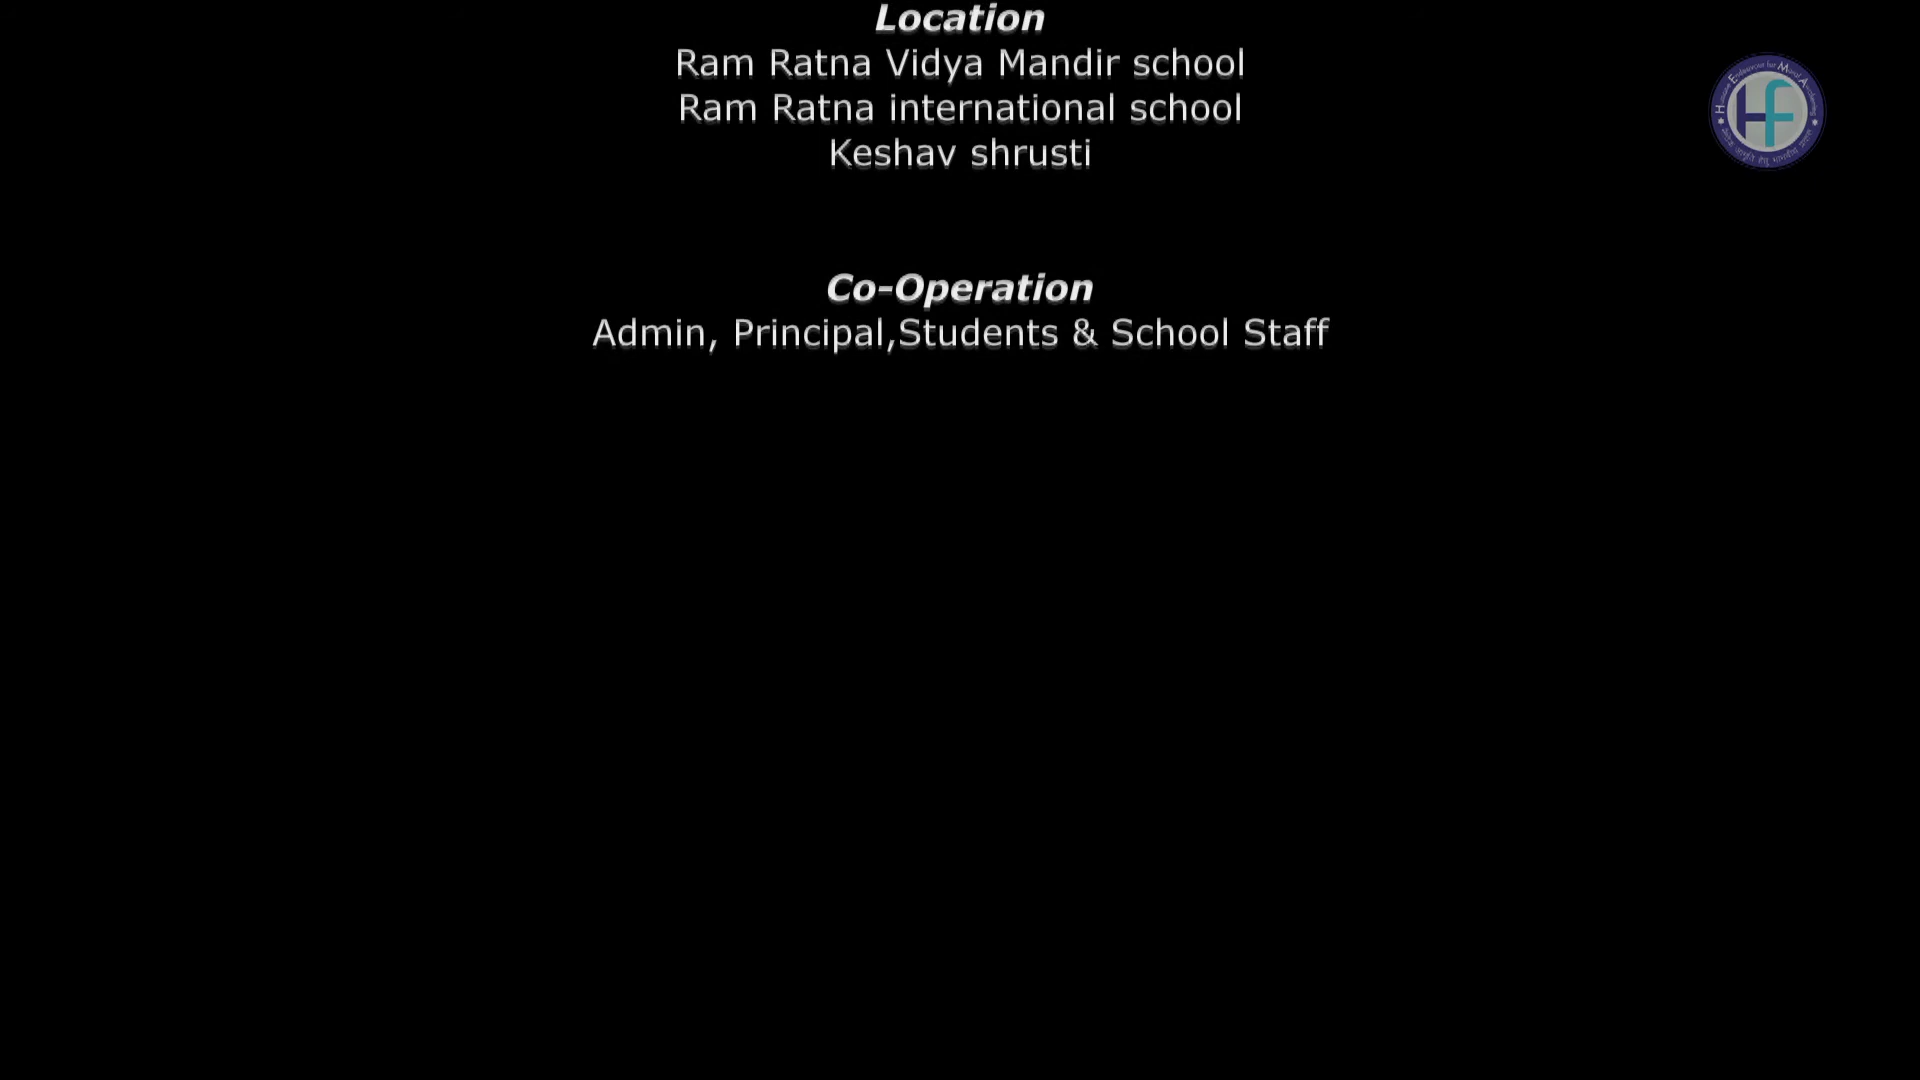 Location
Ram Ratna Vidya Mandir school
Ram Ratna international school
Keshav shrusti
Co-Operation
Admin, Principal,Students & School Staff
HF